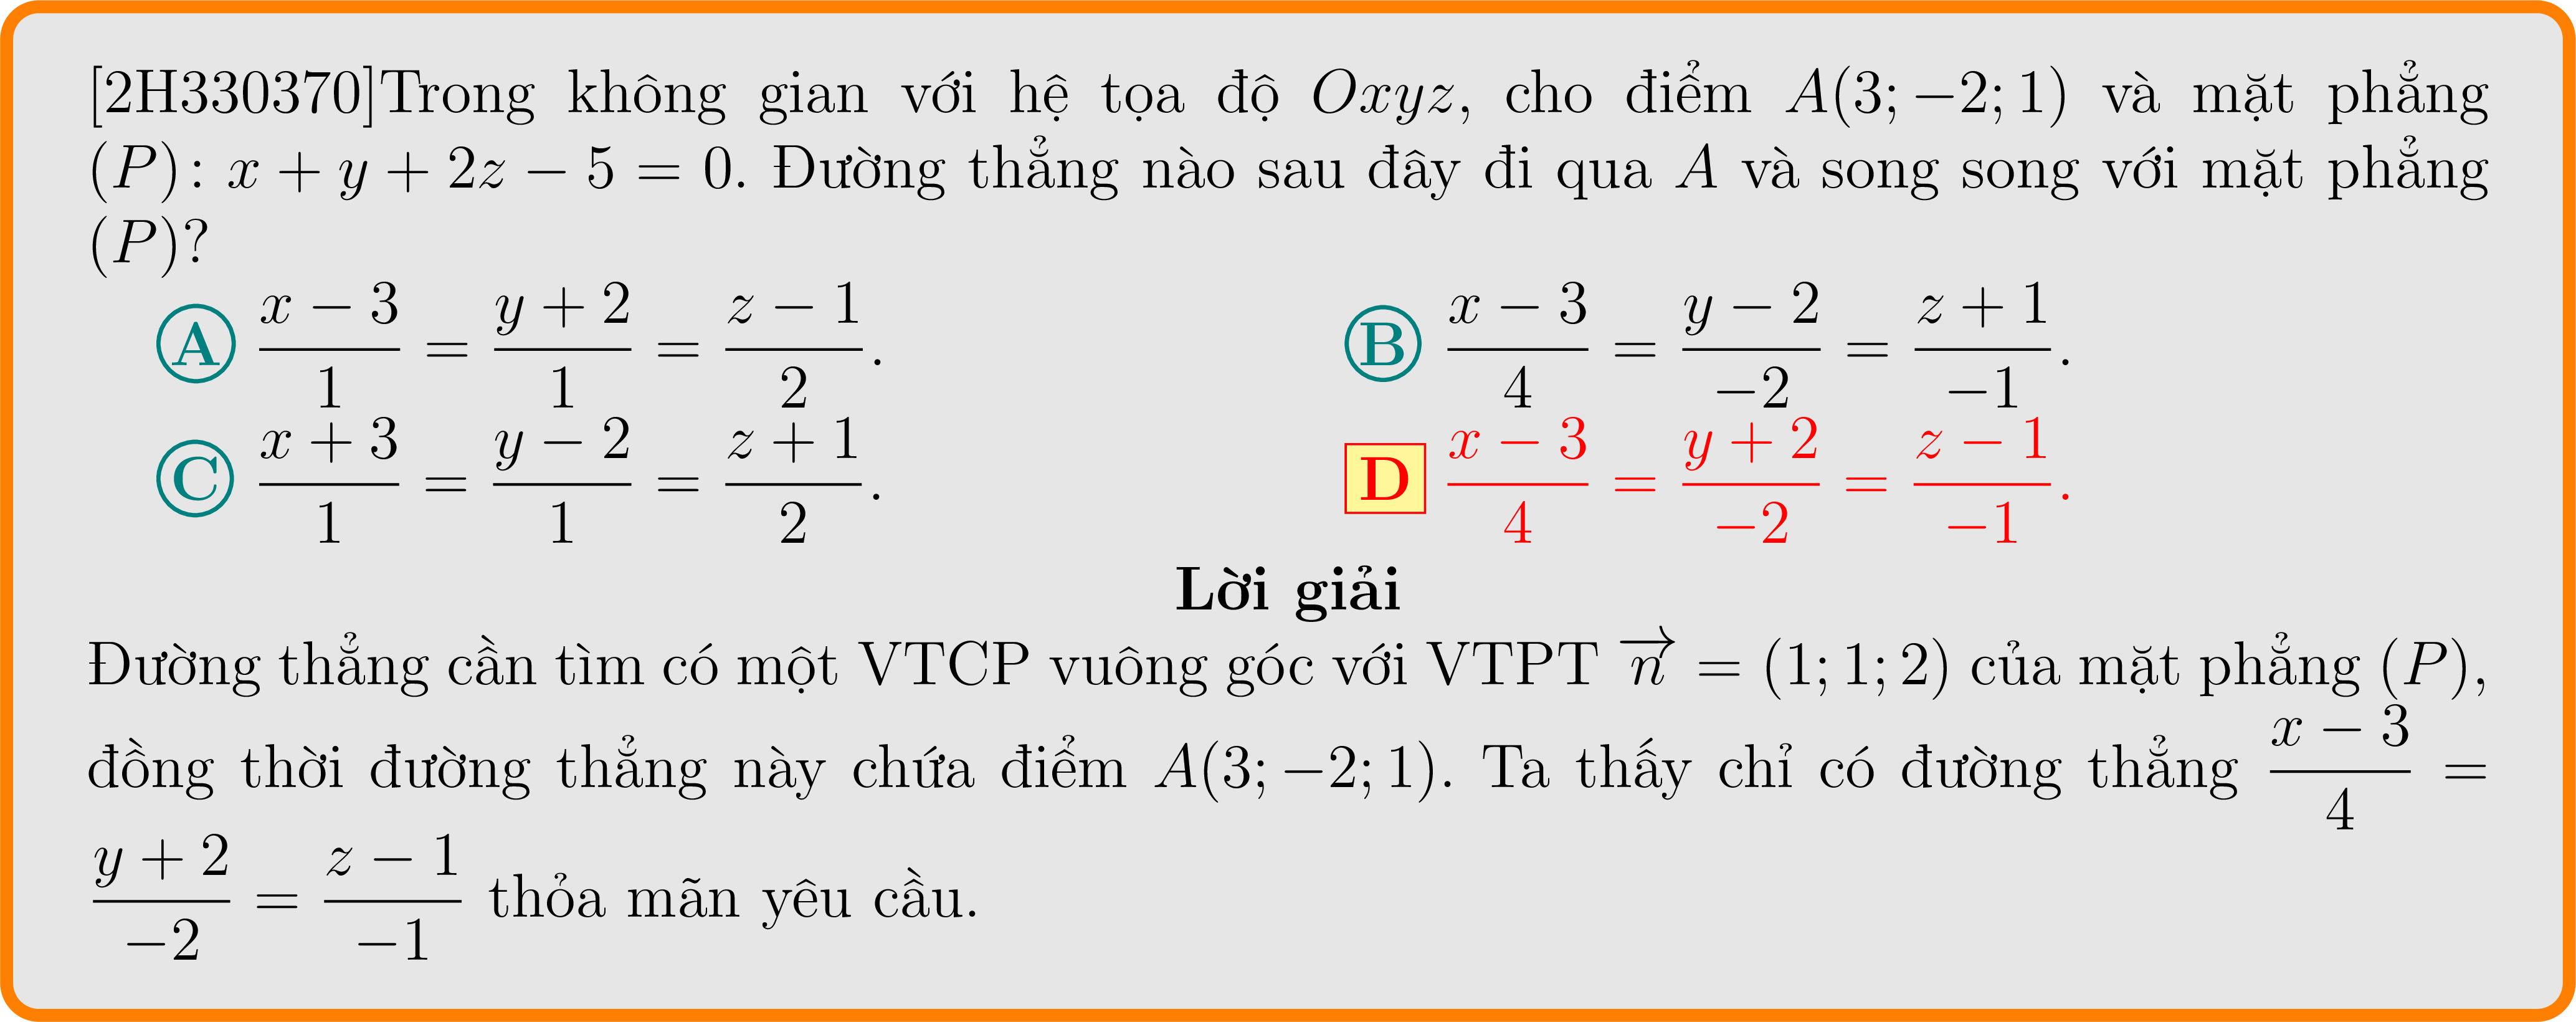 [2H330370]Trong không gian với hệ tọa độ Oxyz, cho điểm A(3; −2; 1) và mặt phẳng
(P): x + y + 2z − 5 = 0. Đường thẳng nào sau đây đi qua A và song song với mặt phẳng
(P)?
A $\frac{x-3}{1} = \frac{y+2}{1} = \frac{z-1}{2}$. B $\frac{x-3}{4} = \frac{y-2}{-2} = \frac{z+1}{-1}$.
C $\frac{x+3}{1} = \frac{y-2}{1} = \frac{z+1}{2}$. D $\frac{x-3}{4} = \frac{y+2}{-2} = \frac{z-1}{-1}$.
Lời giải
Đường thẳng cần tìm có một VTCP vuông góc với VTPT $\overrightarrow{n}$ = (1; 1; 2) của mặt phẳng (P),
đồng thời đường thẳng này chứa điểm A(3; −2; 1). Ta thấy chỉ có đường thẳng $\frac{x-3}{4}$ =
$\frac{y+2}{-2} = \frac{z-1}{-1}$ thỏa mãn yêu cầu.